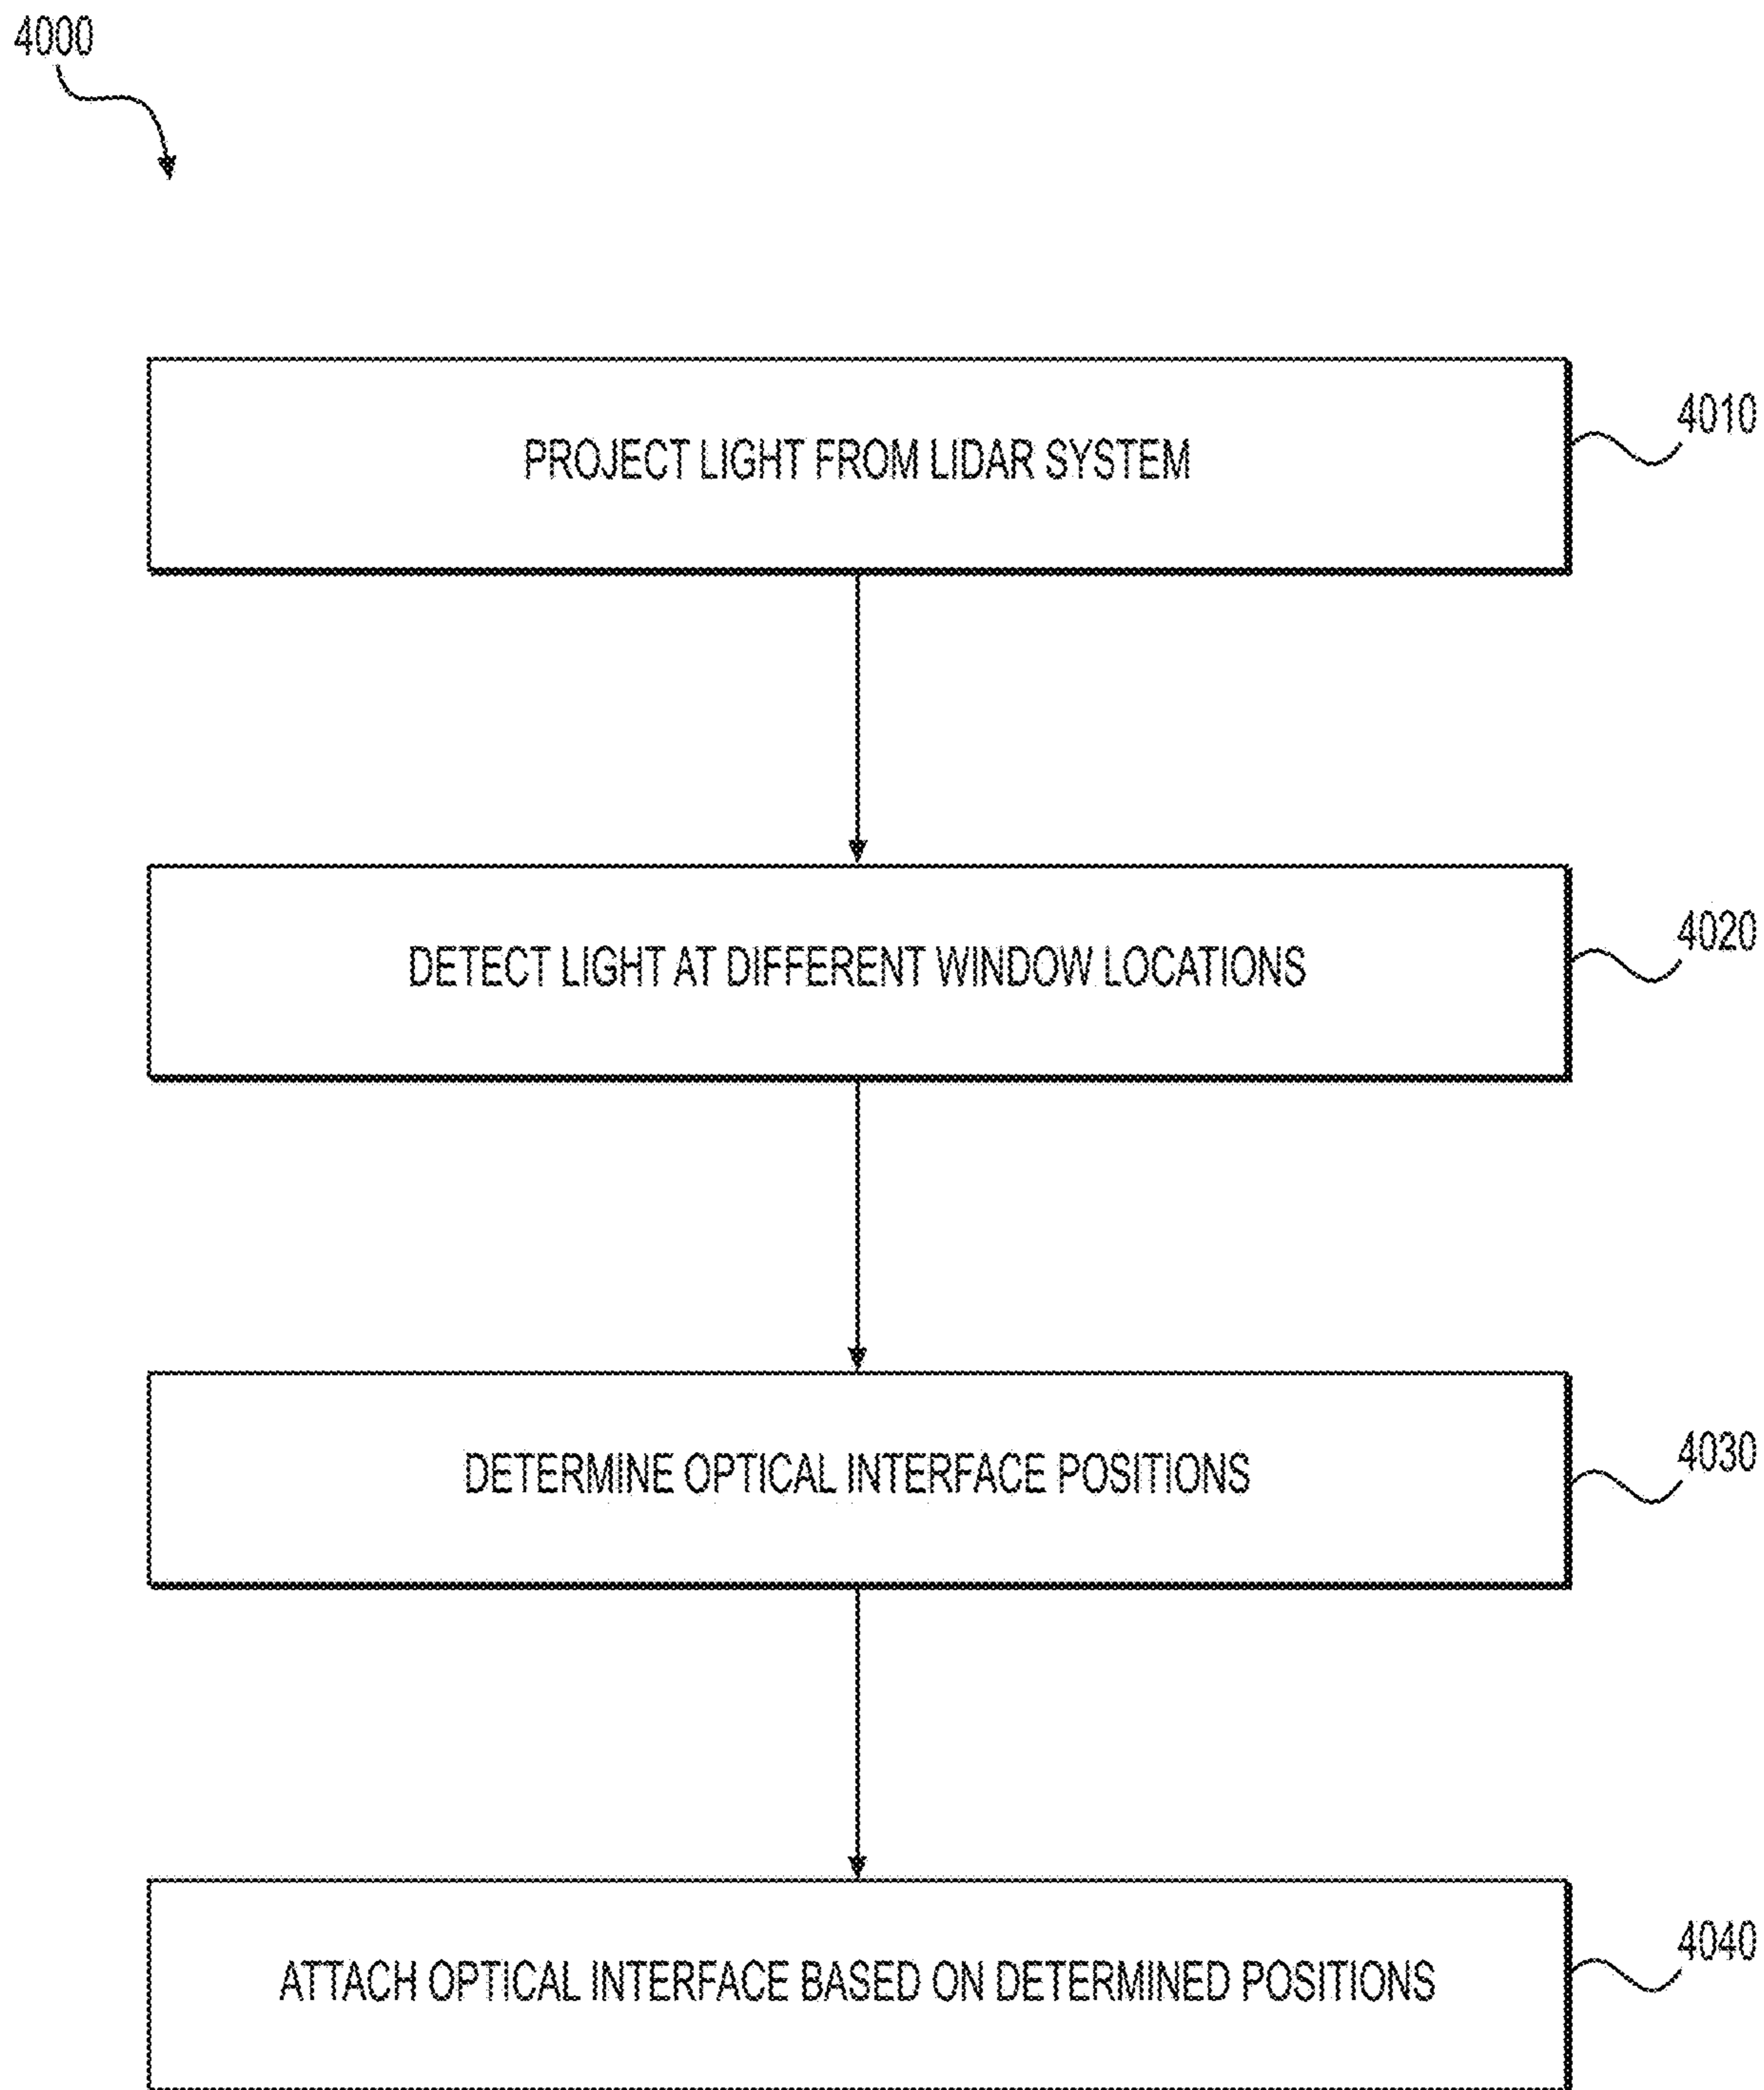 4000
PROJECT LIGHT FROM LIDAR SYSTEM
4010
DETECT LIGHT AT DIFFERENT WINDOW LOCATIONS
4020
DETERMINE OPTICAL INTERFACE POSITIONS
4030
ATTACH OPTICAL INTERFACE BASED ON DETERMINED POSITIONS
4040